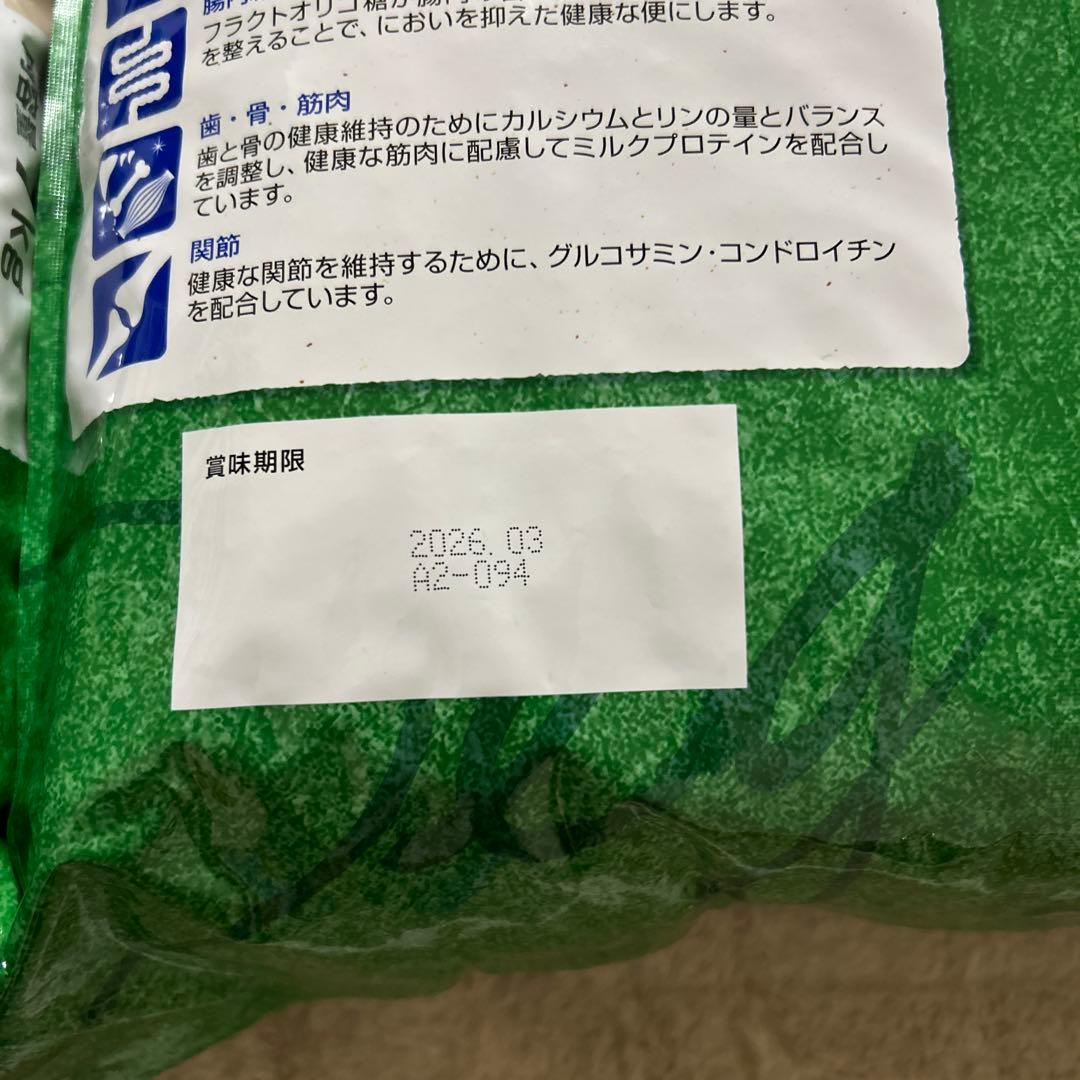 フラクトオリゴ糖が腸内
を整えることで、においを抑えた健康な便にします。
歯・骨・筋肉
歯と骨の健康維持のためにカルシウムとリンの量とバランス
を調整し、健康な筋肉に配慮してミルクプロテインを配合し
ています。
関節
健康な関節を維持するために、グルコサミン・コンドロイチン
を配合しています。
賞味期限
2026.03
A2-094
kg